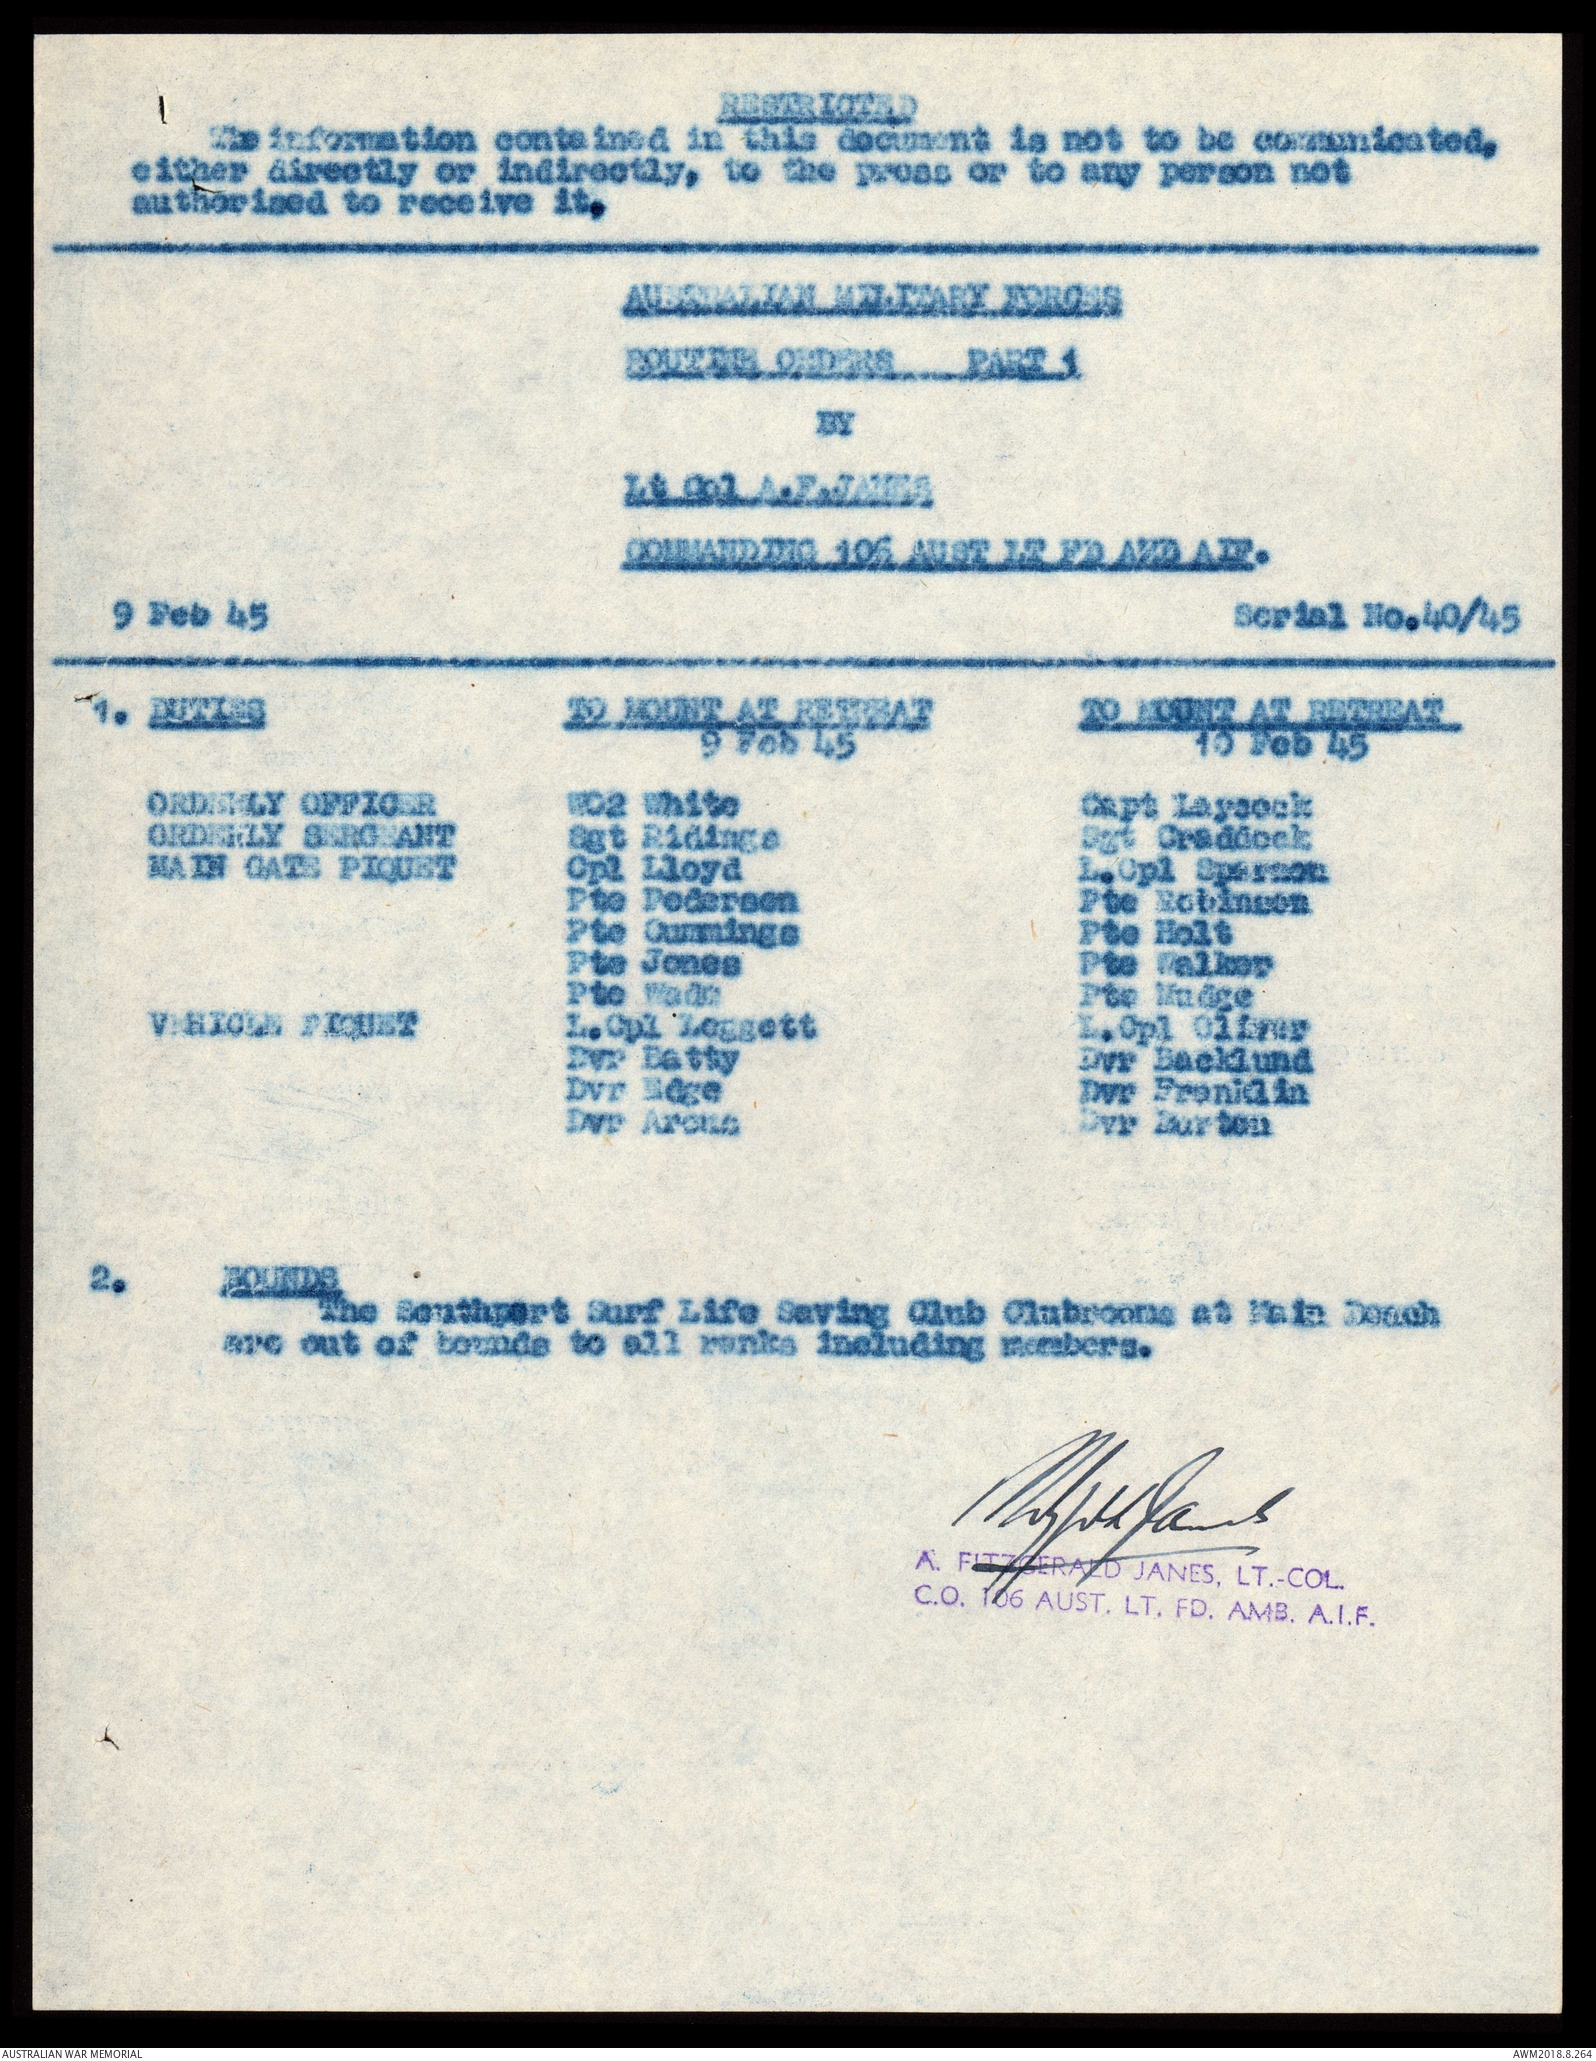 RESTRICTED
The information contained in this document is not to be communicated,
either directly or indirectly, to the press or to any person not
authorised to receive it.
AUSTRALIAN MILITARY FORCES
ROUTINE ORDERS PART 1
BY
Lt Col A.F.JANES
COMMANDING 106 AUST LT FD AMB AIF.
9 Feb 45 Serial No.40/45
1. DUTIES TO MOUNT AT RETREAT TO MOUNT AT RETREAT
9 Feb 45 10 Feb 45
ORDERLY OFFICER WO2 White Capt Laycock
ORDERLY SERGEANT Sgt Ridings Sgt Craddock
MAIN GATE PIQUET Cpl Lloyd L.Cpl
Pte Pedersen Pte Robinson
Pte Cummings Pte Holt
Pte Jones Pte Walker
Pte Wade Pte Mudge
VEHICLE PIQUET L.Cpl Leggett L.Cpl Oliver
Dvr Batty Dvr Backlund
Dvr Edge Dvr Franklin
Dvr Arcus Dvr Burton
2. BOUNDS
The Southport Surf Life Saving Club Clubrooms at Main Beach
are out of bounds to all ranks including members.
A. FITZGERALD JANES, LT.-COL.
C.O. 106 AUST. LT. FD. AMB. A.I.F.
AUSTRALIAN WAR MEMORIAL AWM2018.8.264